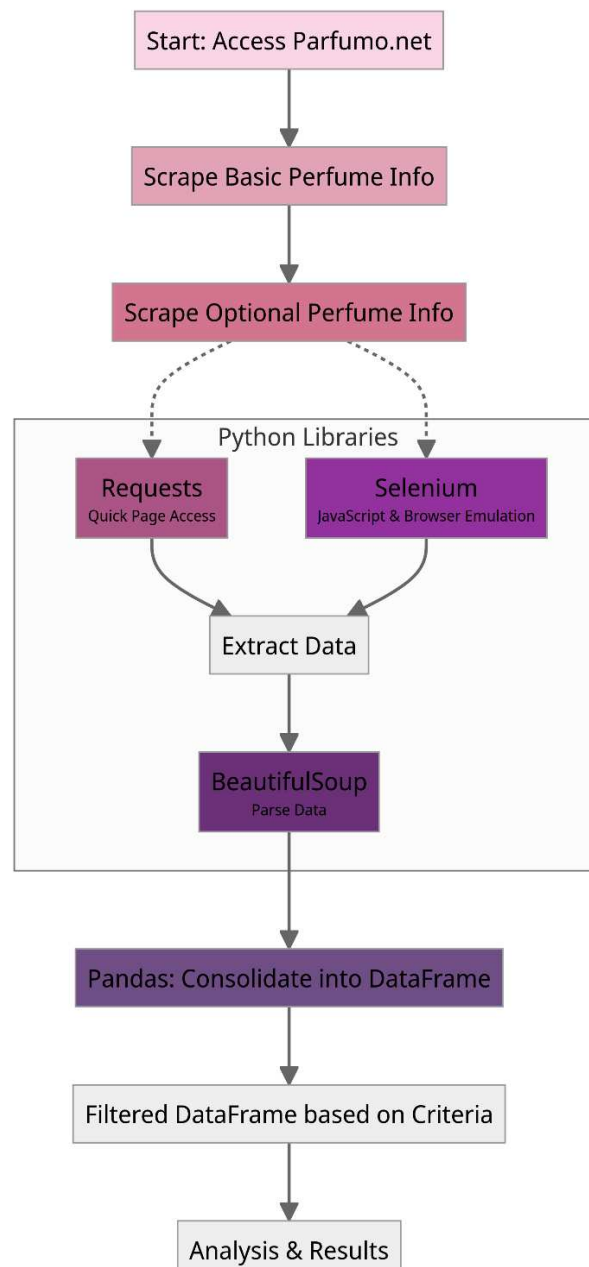 Start: Access Parfumo.net
Scrape Basic Perfume Info
Scrape Optional Perfume Info
Python Libraries
Requests
Quick Page Access
Selenium
JavaScript & Browser Emulation
Extract Data
BeautifulSoup
Parse Data
Pandas: Consolidate into DataFrame
Filtered DataFrame based on Criteria
Analysis & Results